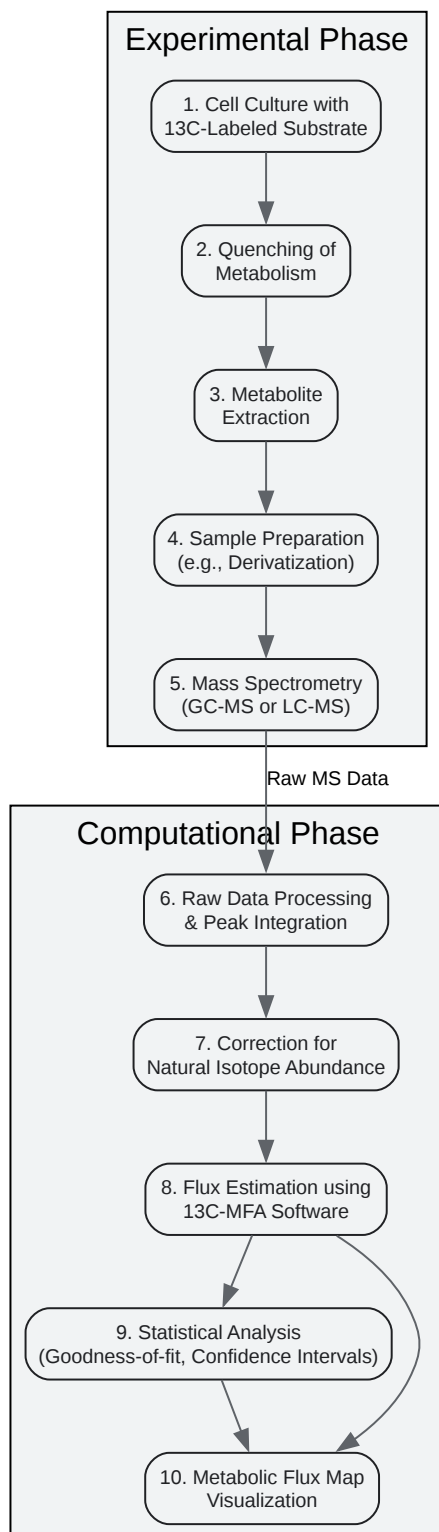 Experimental Phase
1. Cell Culture with
13C-Labeled Substrate
2. Quenching of
Metabolism
3. Metabolite
Extraction
4. Sample Preparation
(e.g., Derivatization)
5. Mass Spectrometry
(GC-MS or LC-MS)
Raw MS Data
Computational Phase
6. Raw Data Processing
& Peak Integration
7. Correction for
Natural Isotope Abundance
8. Flux Estimation using
13C-MFA Software
9. Statistical Analysis
(Goodness-of-fit, Confidence Intervals)
10. Metabolic Flux Map
Visualization